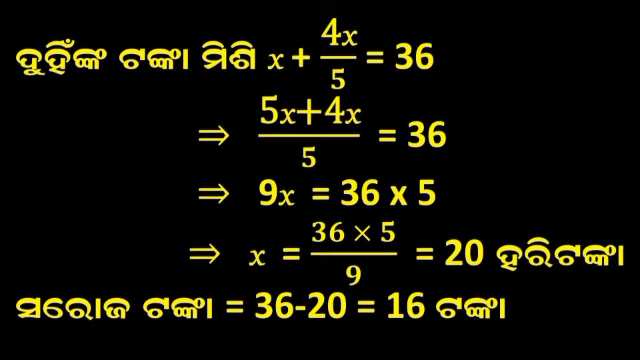 ଦୁହିଁଙ୍କ ଟଙ୍କା ମିଶି x + 4x/5 = 36
⇒ (5x+4x)/5 = 36
⇒ 9x = 36 x 5
⇒ x = (36 × 5)/9 = 20 ହରିଟଙ୍କା
ସରୋଜ ଟଙ୍କା = 36-20 = 16 ଟଙ୍କା